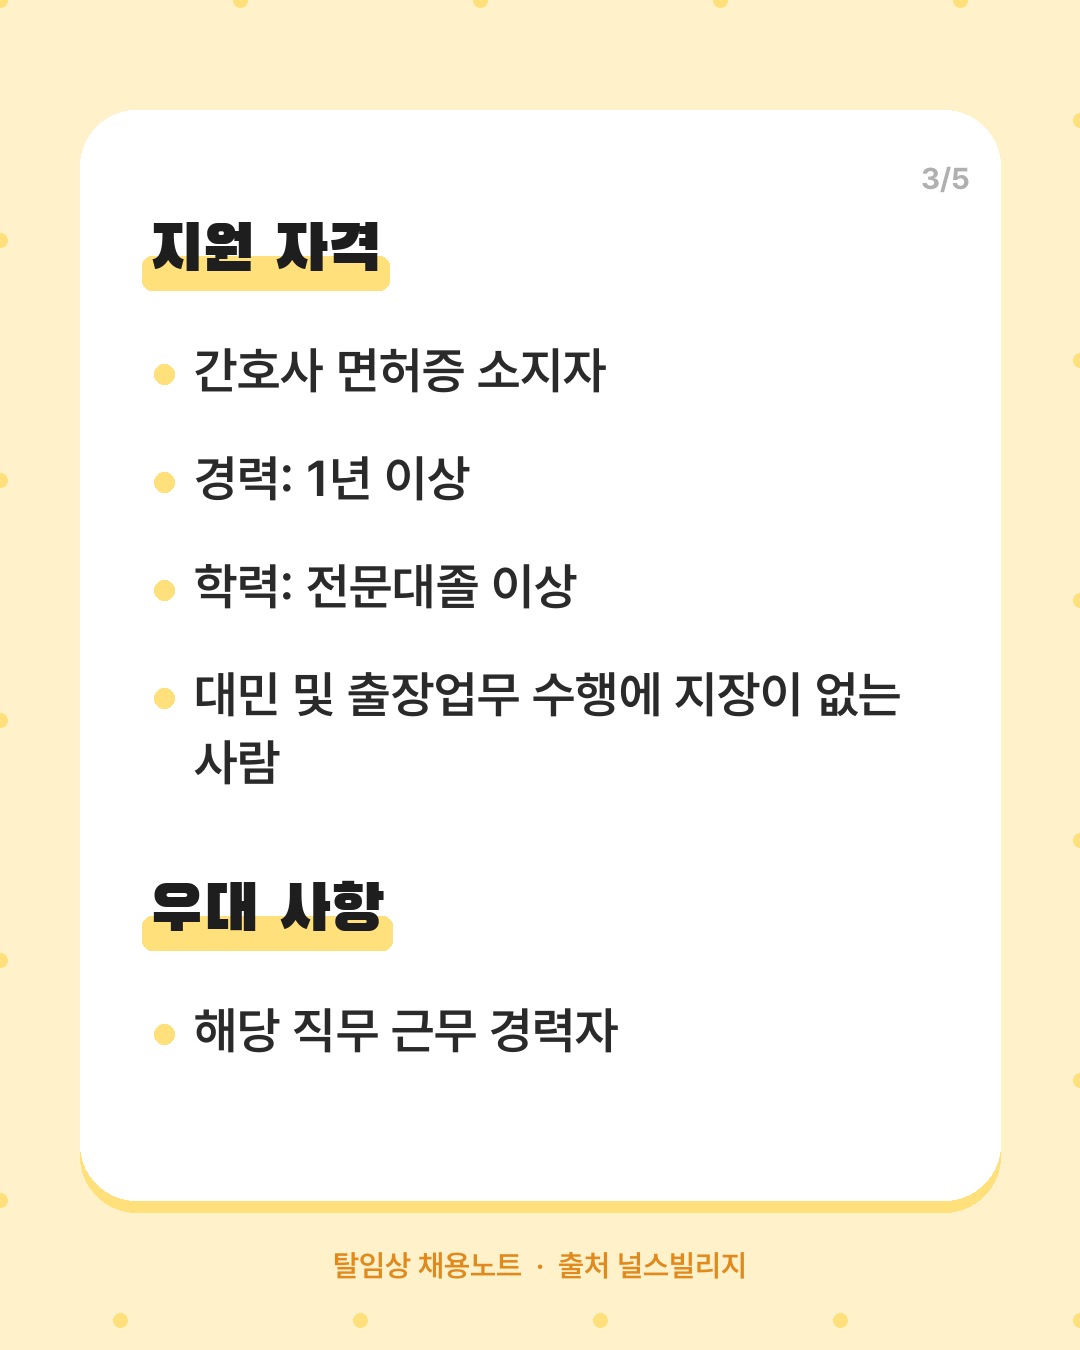 3/5
지원 자격
간호사 면허증 소지자
경력: 1년 이상
학력: 전문대졸 이상
대민 및 출장업무 수행에 지장이 없는
사람
우대 사항
해당 직무 근무 경력자
탈임상 채용노트 · 출처 널스빌리지